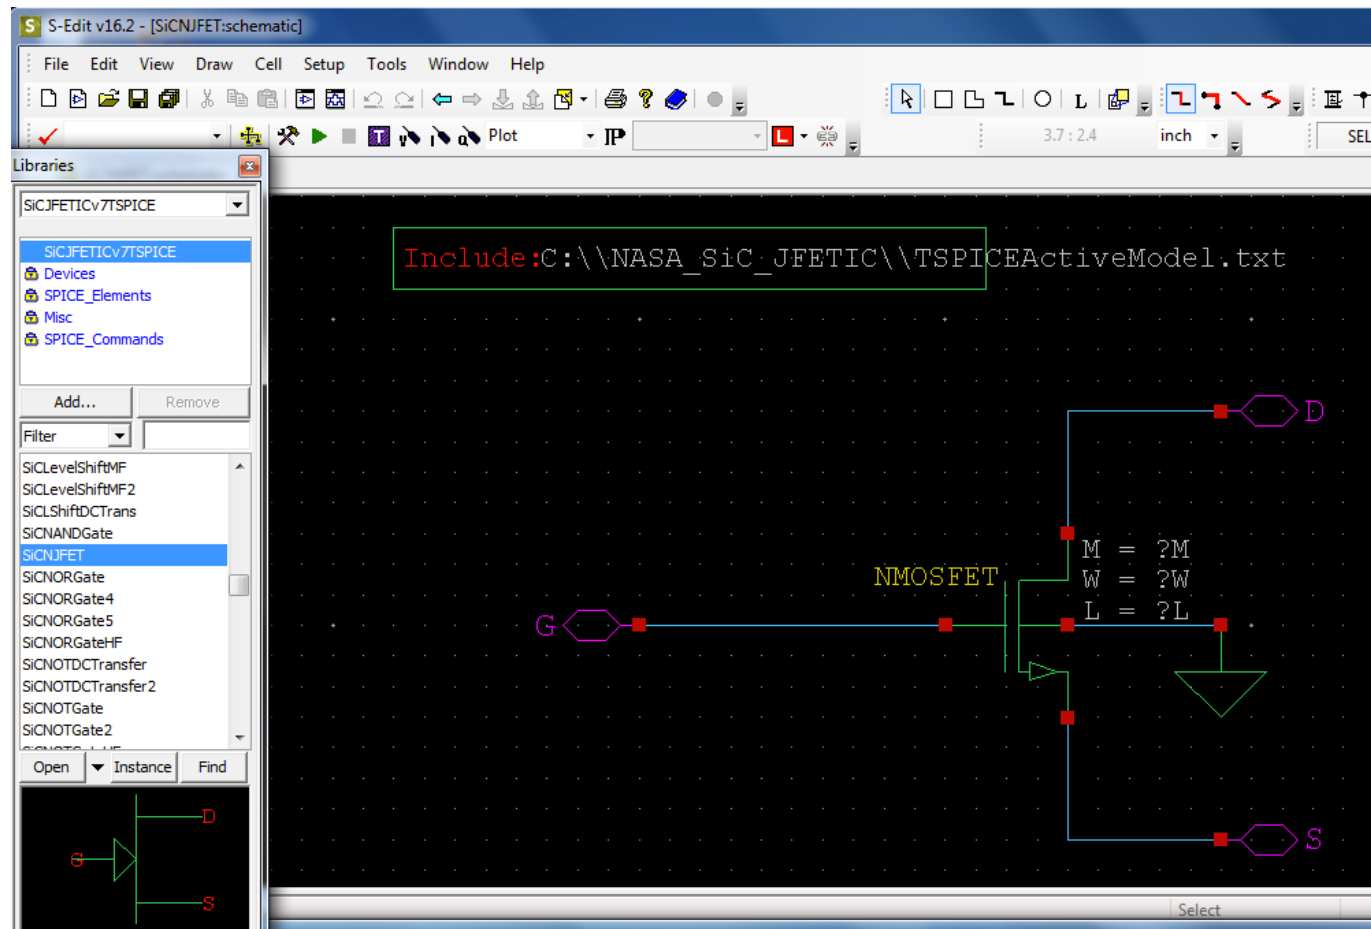 S-Edit v16.2 - [SiCNJFET:schematic]
File Edit View Draw Cell Setup Tools Window Help
Plot
3.7 : 2.4 inch SEL
Libraries
SiCJFETICv7TSPICE
SiCJFETICv7TSPICE
Devices
SPICE_Elements
Misc
SPICE_Commands
Add... Remove
Filter
SiCLevelShiftMF
SiCLevelShiftMF2
SiCLShiftDCTrans
SiCNANDGate
SiCNJFET
SiCNORGate
SiCNORGate4
SiCNORGate5
SiCNORGateHF
SiCNOTDCTransfer
SiCNOTDCTransfer2
SiCNOTGate
SiCNOTGate2
Open Instance Find
D
G
S
Include:C:\\NASA_SiC_JFETIC\\TSPICEActiveModel.txt
D
NMOSFET
M = ?M
W = ?W
L = ?L
G
S
Select